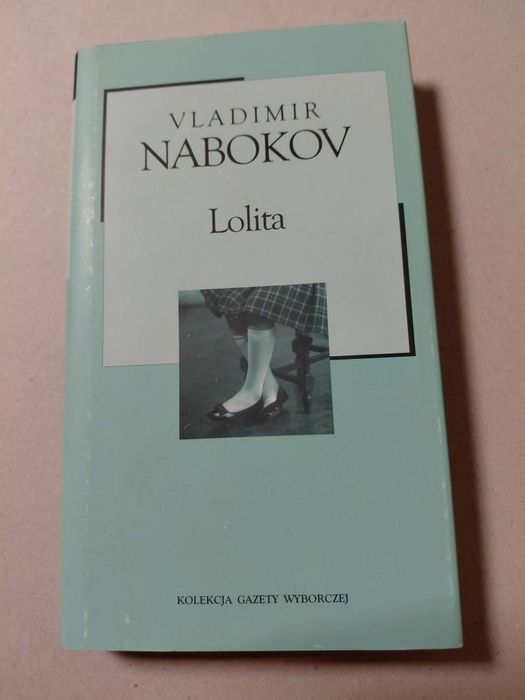 VLADIMIR
NABOKOV
Lolita
KOLEKCJA GAZETY WYBORCZEJ